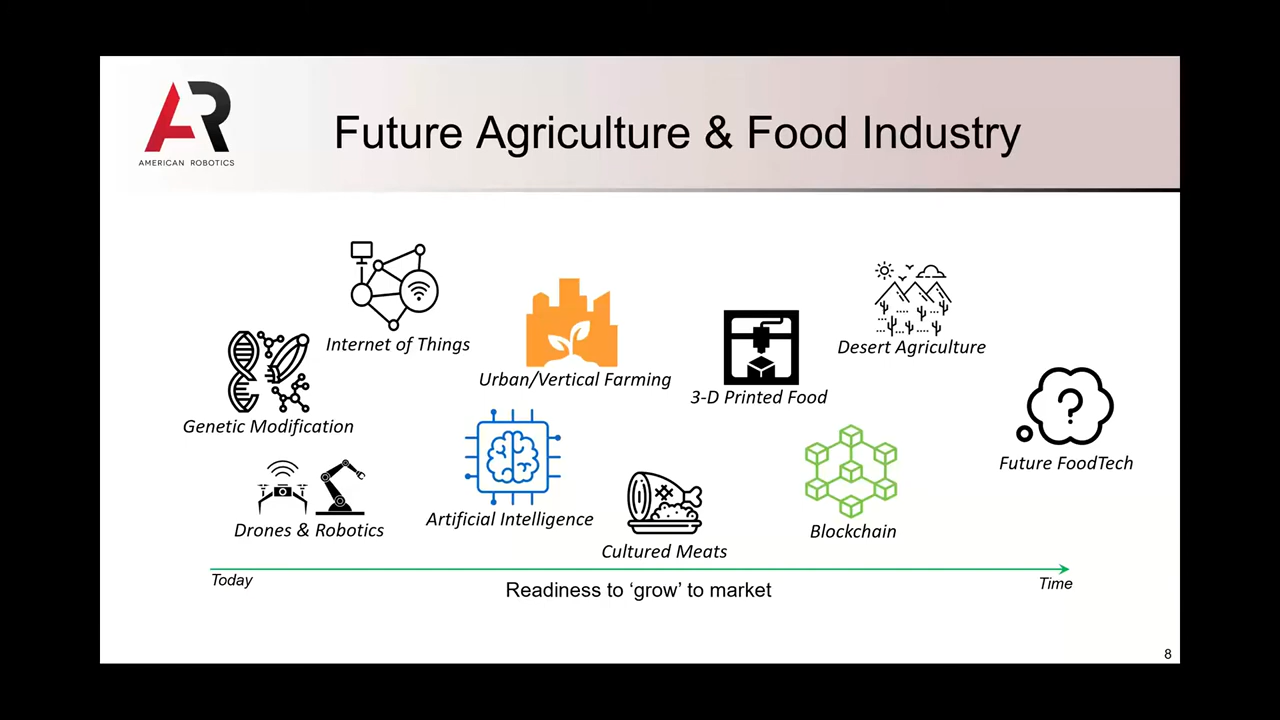 AR
AMERICAN ROBOTICS
Future Agriculture & Food Industry
Internet of Things
Genetic Modification
Drones & Robotics
Urban/Vertical Farming
Artificial Intelligence
Cultured Meats
3-D Printed Food
Desert Agriculture
Blockchain
?
Future FoodTech
Today
Readiness to ‘grow’ to market
Time
8